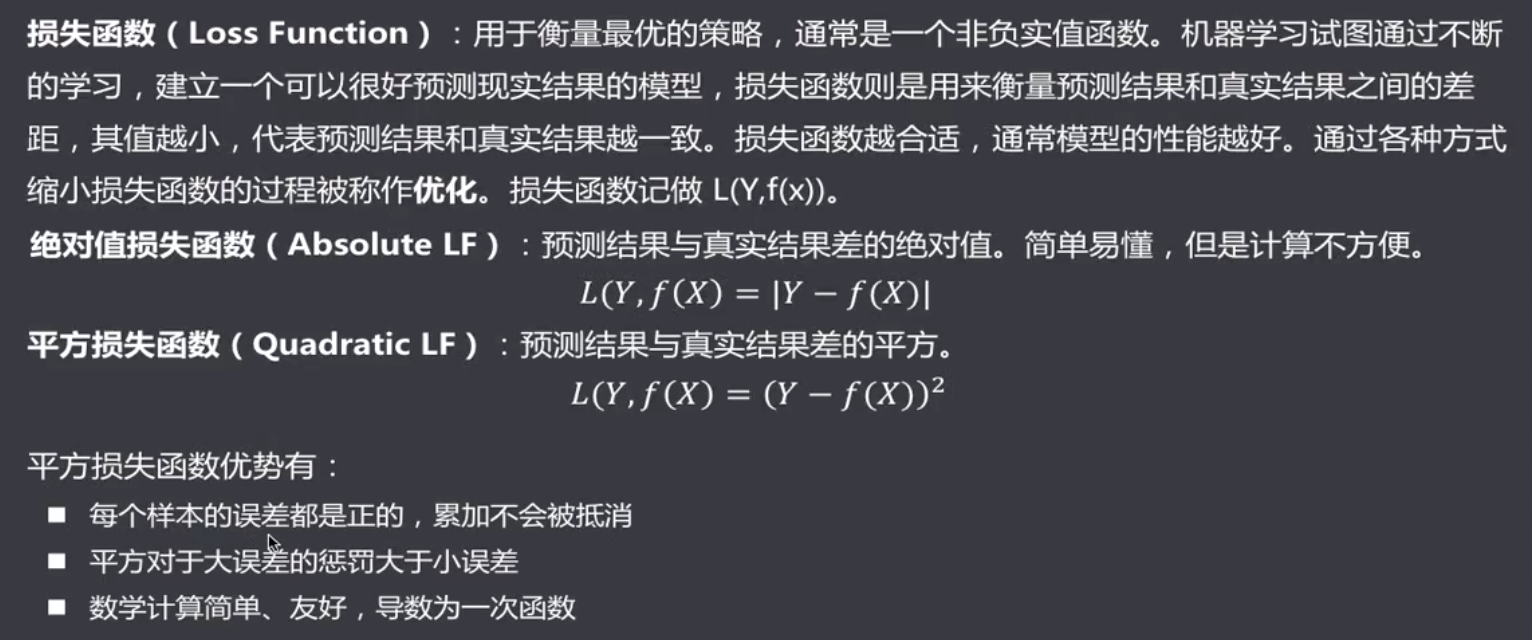 损失函数（Loss Function）：用于衡量最优的策略，通常是一个非负实值函数。机器学习试图通过不断
的学习，建立一个可以很好预测现实结果的模型，损失函数则是用来衡量预测结果和真实结果之间的差
距，其值越小，代表预测结果和真实结果越一致。损失函数越合适，通常模型的性能越好。通过各种方式
缩小损失函数的过程被称作优化。损失函数记做 L(Y,f(x))。
绝对值损失函数（Absolute LF）：预测结果与真实结果差的绝对值。简单易懂，但是计算不方便。
L(Y,f(X) = |Y − f(X)|
平方损失函数（Quadratic LF）：预测结果与真实结果差的平方。
L(Y,f(X) = (Y − f(X))²
平方损失函数优势有：
■ 每个样本的误差都是正的，累加不会被抵消
■ 平方对于大误差的惩罚大于小误差
■ 数学计算简单、友好，导数为一次函数